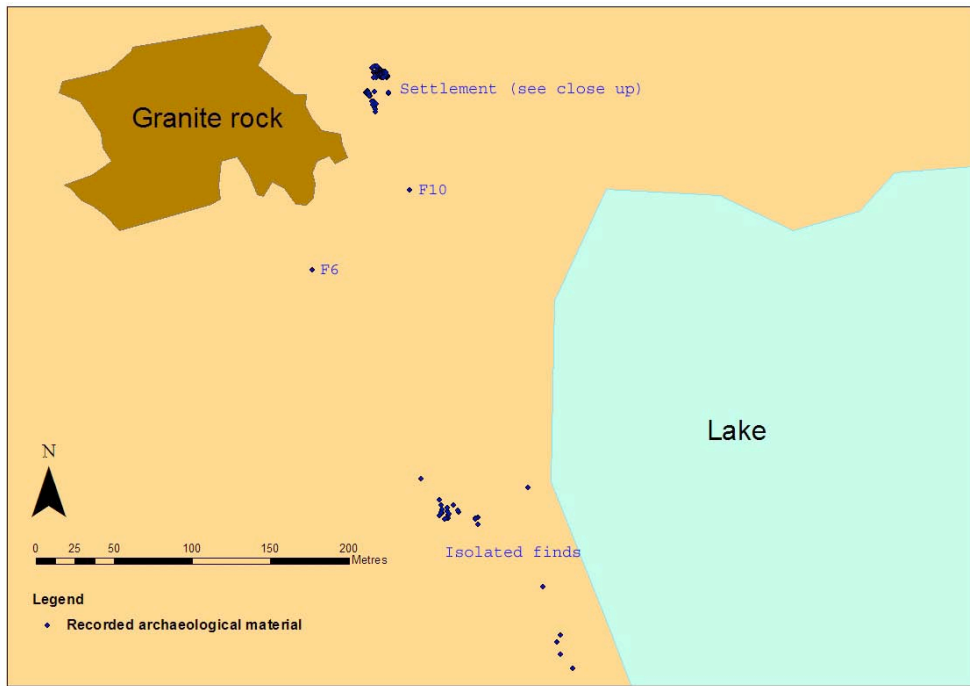 Settlement (see close up)
Granite rock
F10
F6
Lake
N
Isolated finds
0 25 50 100 150 200
Metres
Legend
Recorded archaeological material